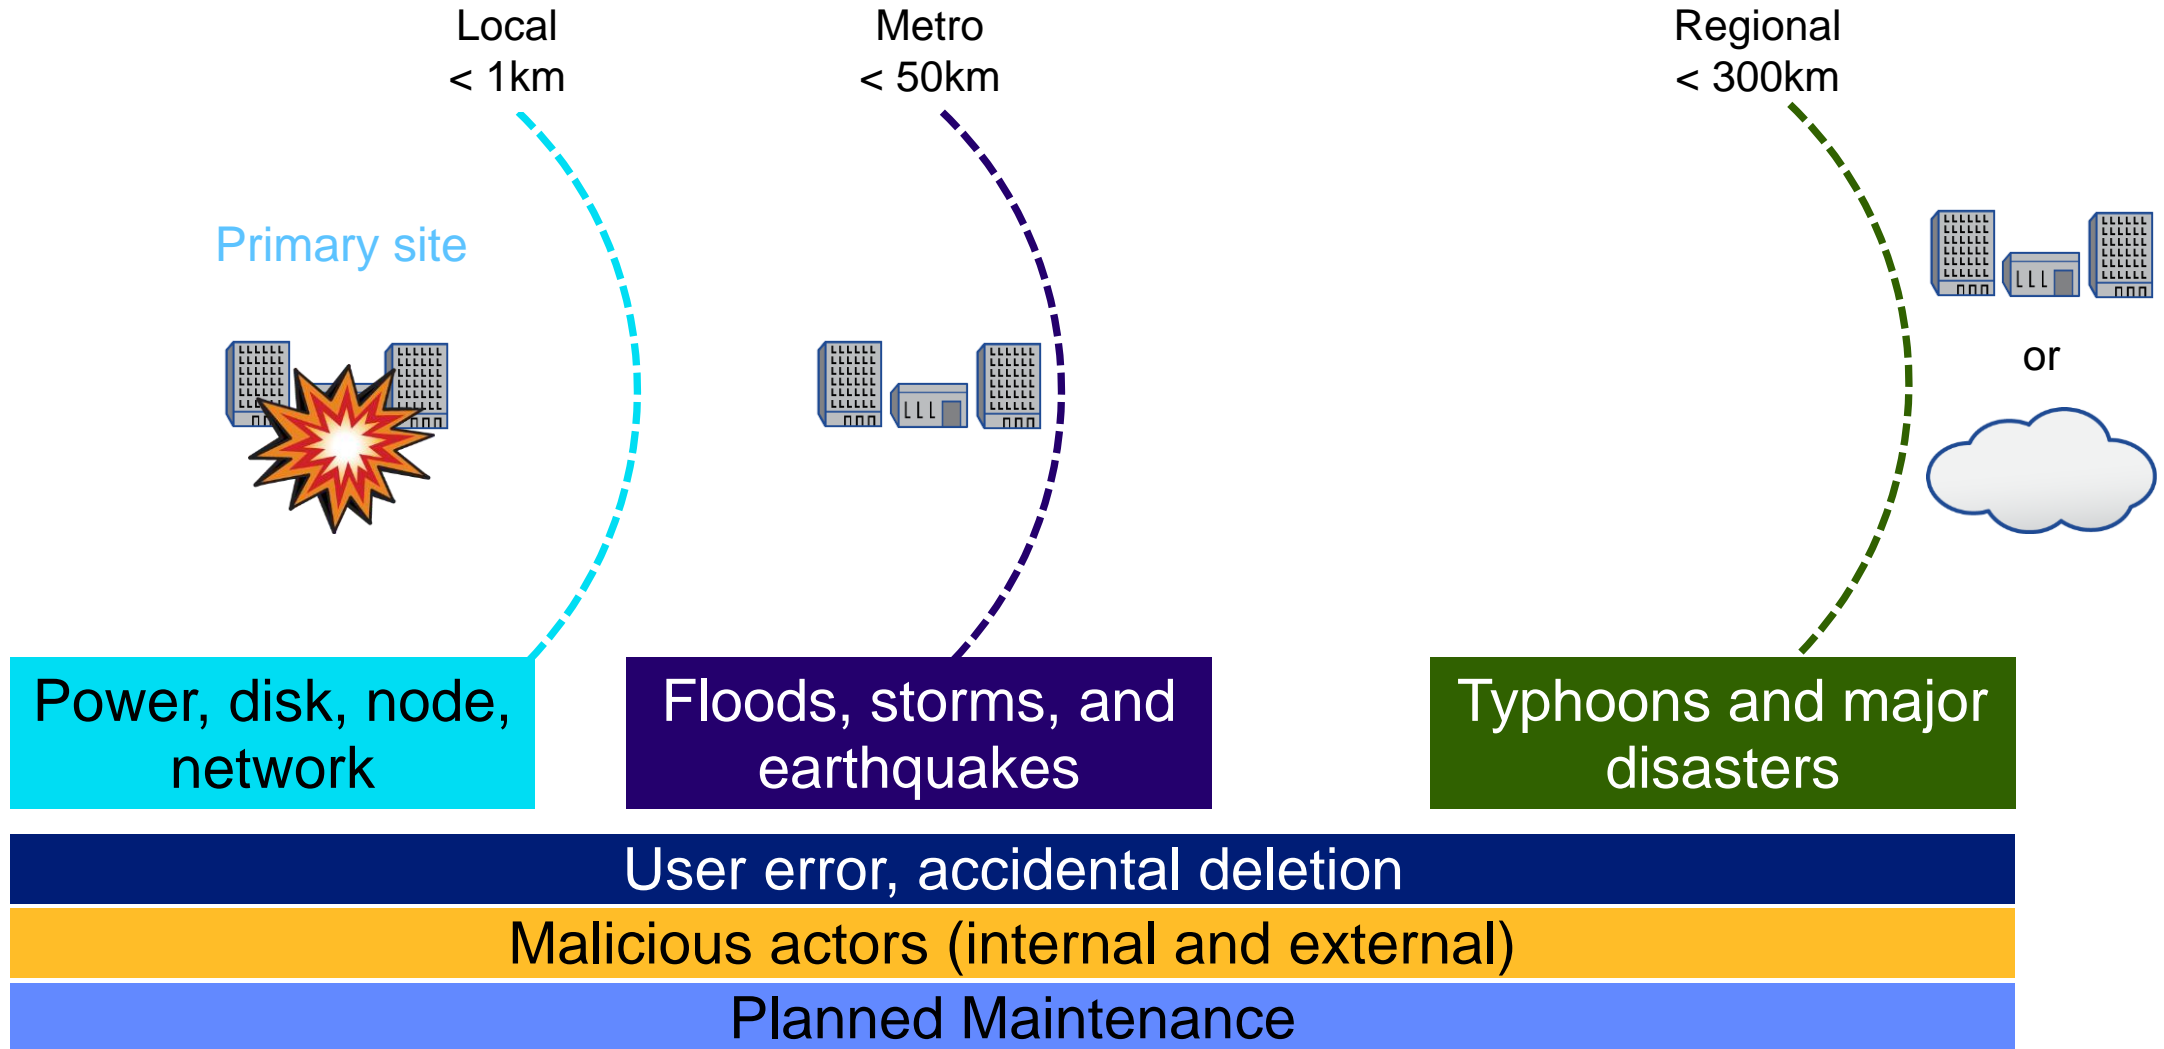 Local
< 1km
Metro
< 50km
Regional
< 300km
Primary site
or
Power, disk, node,
network
Floods, storms, and
earthquakes
Typhoons and major
disasters
User error, accidental deletion
Malicious actors (internal and external)
Planned Maintenance